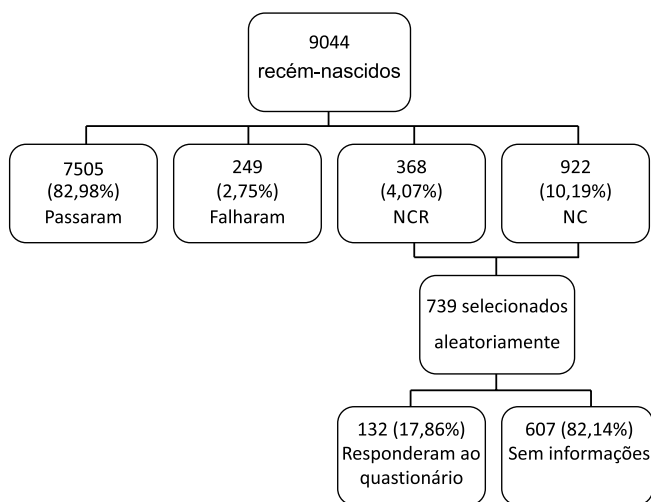 9044
recém-nascidos
7505
(82,98%)
Passaram
249
(2,75%)
Falharam
368
(4,07%)
NCR
922
(10,19%)
NC
739 selecionados
aleatoriamente
132 (17,86%)
Responderam ao
quastionário
607 (82,14%)
Sem informações